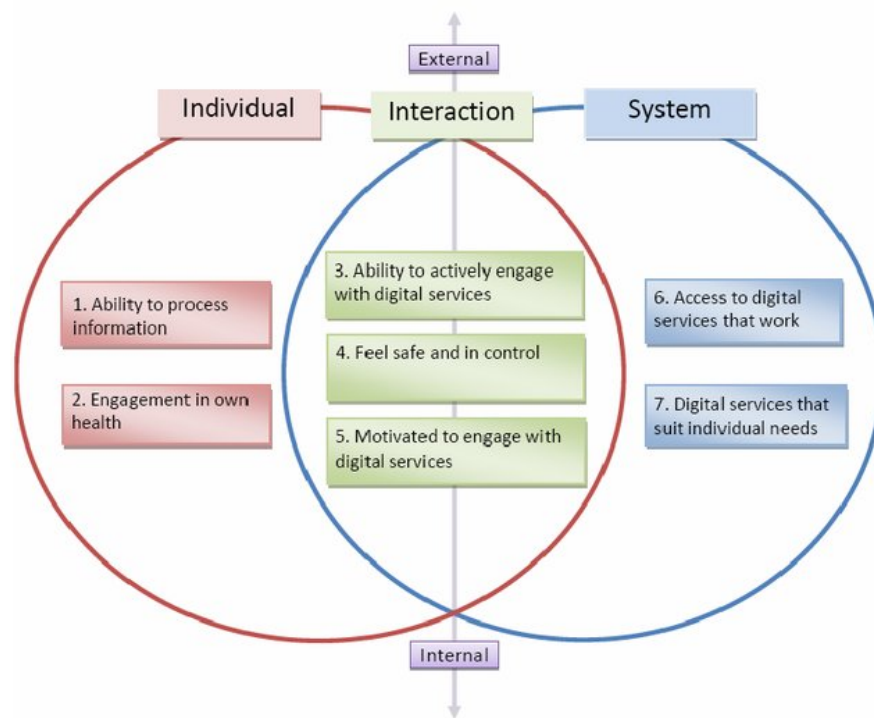 External
Individual
Interaction
System
1. Ability to process
information
2. Engagement in own
health
3. Ability to actively engage
with digital services
4. Feel safe and in control
5. Motivated to engage with
digital services
6. Access to digital
services that work
7. Digital services that
suit individual needs
Internal